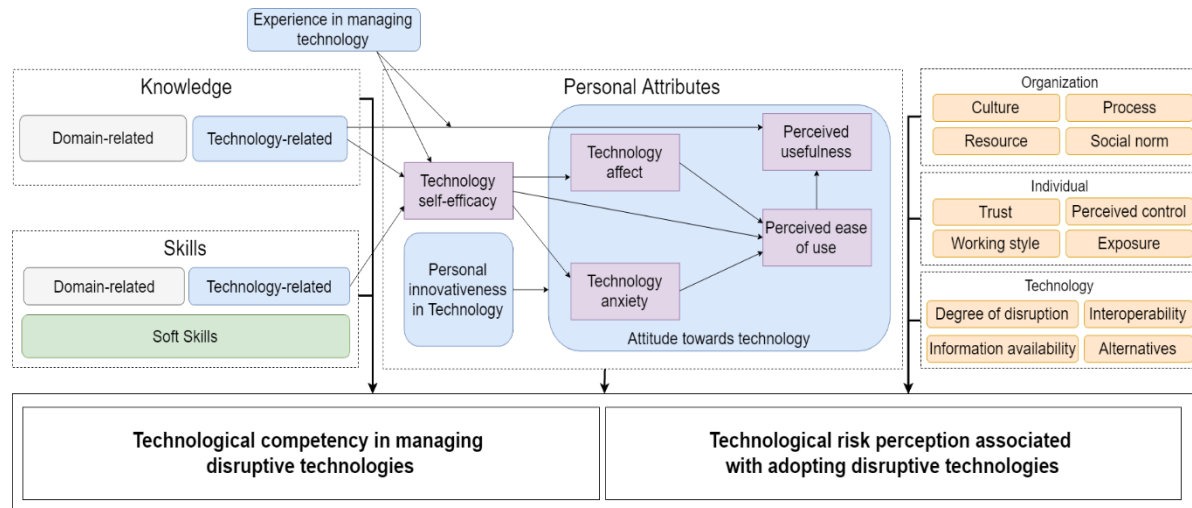 Experience in managing
technology
Knowledge
Domain-related
Technology-related
Skills
Domain-related
Technology-related
Soft Skills
Personal Attributes
Technology
self-efficacy
Personal
innovativeness
in Technology
Technology
affect
Technology
anxiety
Perceived
usefulness
Perceived ease
of use
Attitude towards technology
Organization
Culture
Process
Resource
Social norm
Individual
Trust
Perceived control
Working style
Exposure
Technology
Degree of disruption
Interoperability
Information availability
Alternatives
Technological competency in managing
disruptive technologies
Technological risk perception associated
with adopting disruptive technologies